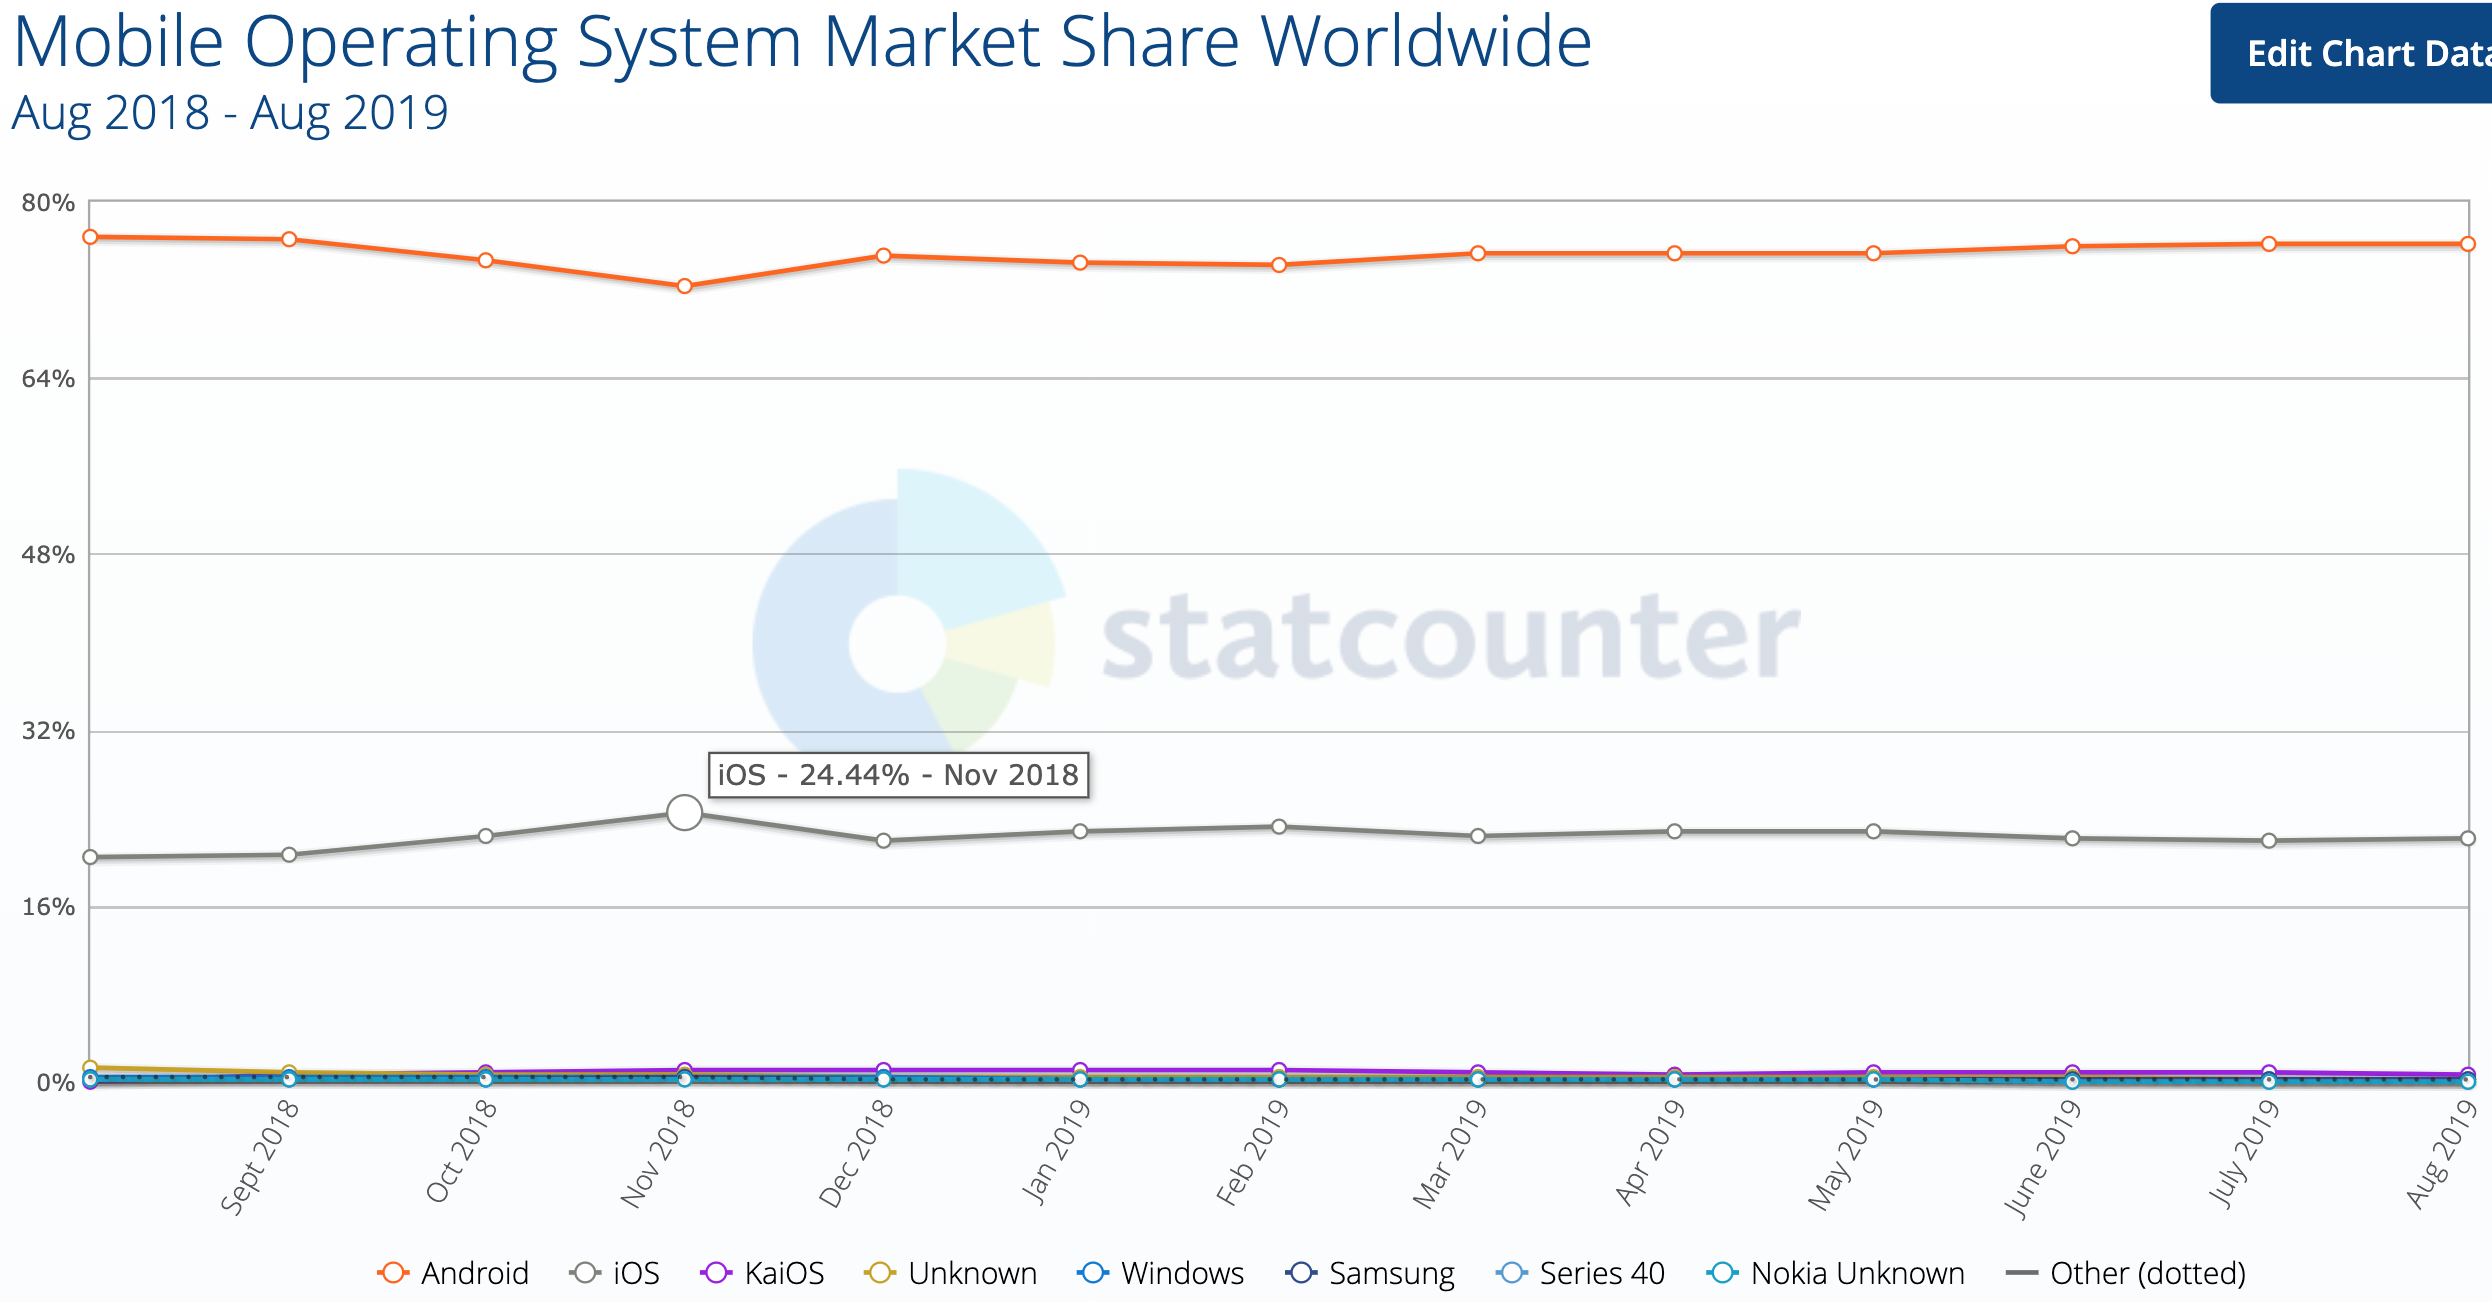 Mobile Operating System Market Share Worldwide
Edit Chart Data
Aug 2018 - Aug 2019
80%
64%
48%
32%
16%
0%
statcounter
iOS - 24.44% - Nov 2018
Sept 2018
Oct 2018
Nov 2018
Dec 2018
Jan 2019
Feb 2019
Mar 2019
Apr 2019
May 2019
June 2019
July 2019
Aug 2019
Android
iOS
KaiOS
Unknown
Windows
Samsung
Series 40
Nokia Unknown
Other (dotted)